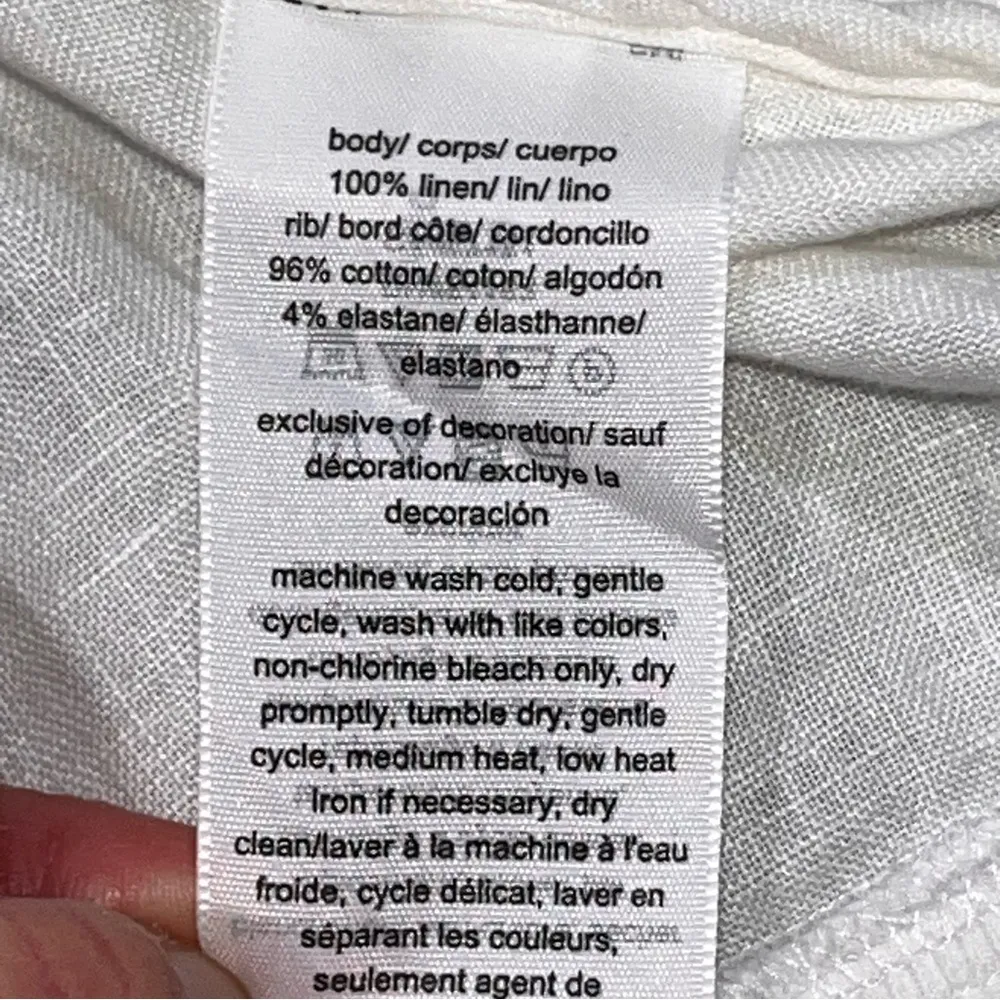 body/ corps/ cuerpo
100% linen/ lin/ lino
rib/ bord côte/ cordoncillo
96% cotton/ coton/ algodón
4% elastane/ élasthanne/
elastano
exclusive of decoration/ sauf
décoration/ excluye la
decoración
machine wash cold, gentle
cycle, wash with like colors,
non-chlorine bleach only, dry
promptly, tumble dry, gentle
cycle, medium heat, low heat
iron if necessary, dry
clean/laver à la machine à l'eau
froide, cycle délicat, laver en
séparant les couleurs,
seulement agent de